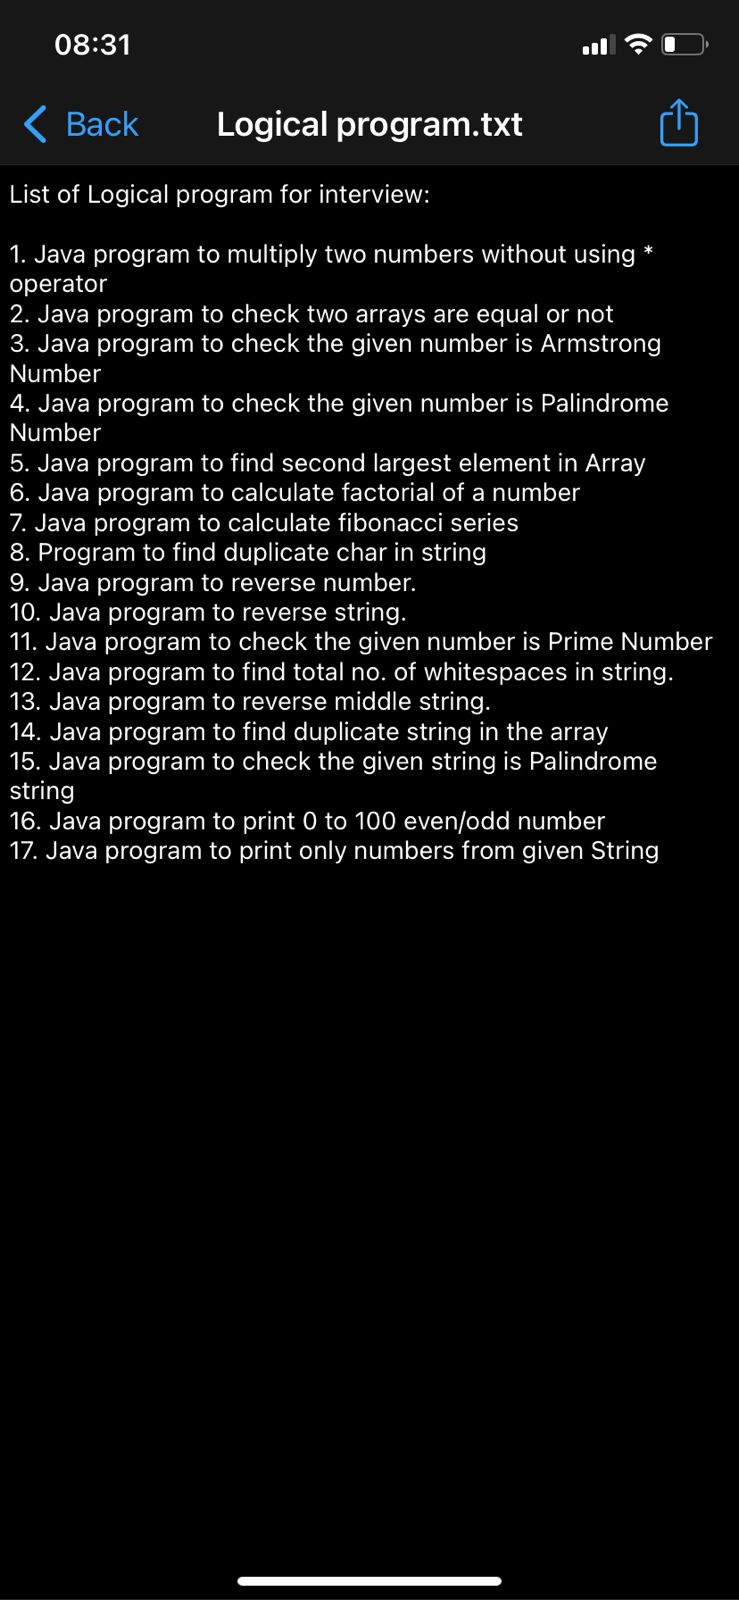 08:31
Back
Logical program.txt
List of Logical program for interview:
1. Java program to multiply two numbers without using *
operator
2. Java program to check two arrays are equal or not
3. Java program to check the given number is Armstrong
Number
4. Java program to check the given number is Palindrome
Number
5. Java program to find second largest element in Array
6. Java program to calculate factorial of a number
7. Java program to calculate fibonacci series
8. Program to find duplicate char in string
9. Java program to reverse number.
10. Java program to reverse string.
11. Java program to check the given number is Prime Number
12. Java program to find total no. of whitespaces in string.
13. Java program to reverse middle string.
14. Java program to find duplicate string in the array
15. Java program to check the given string is Palindrome
string
16. Java program to print 0 to 100 even/odd number
17. Java program to print only numbers from given String